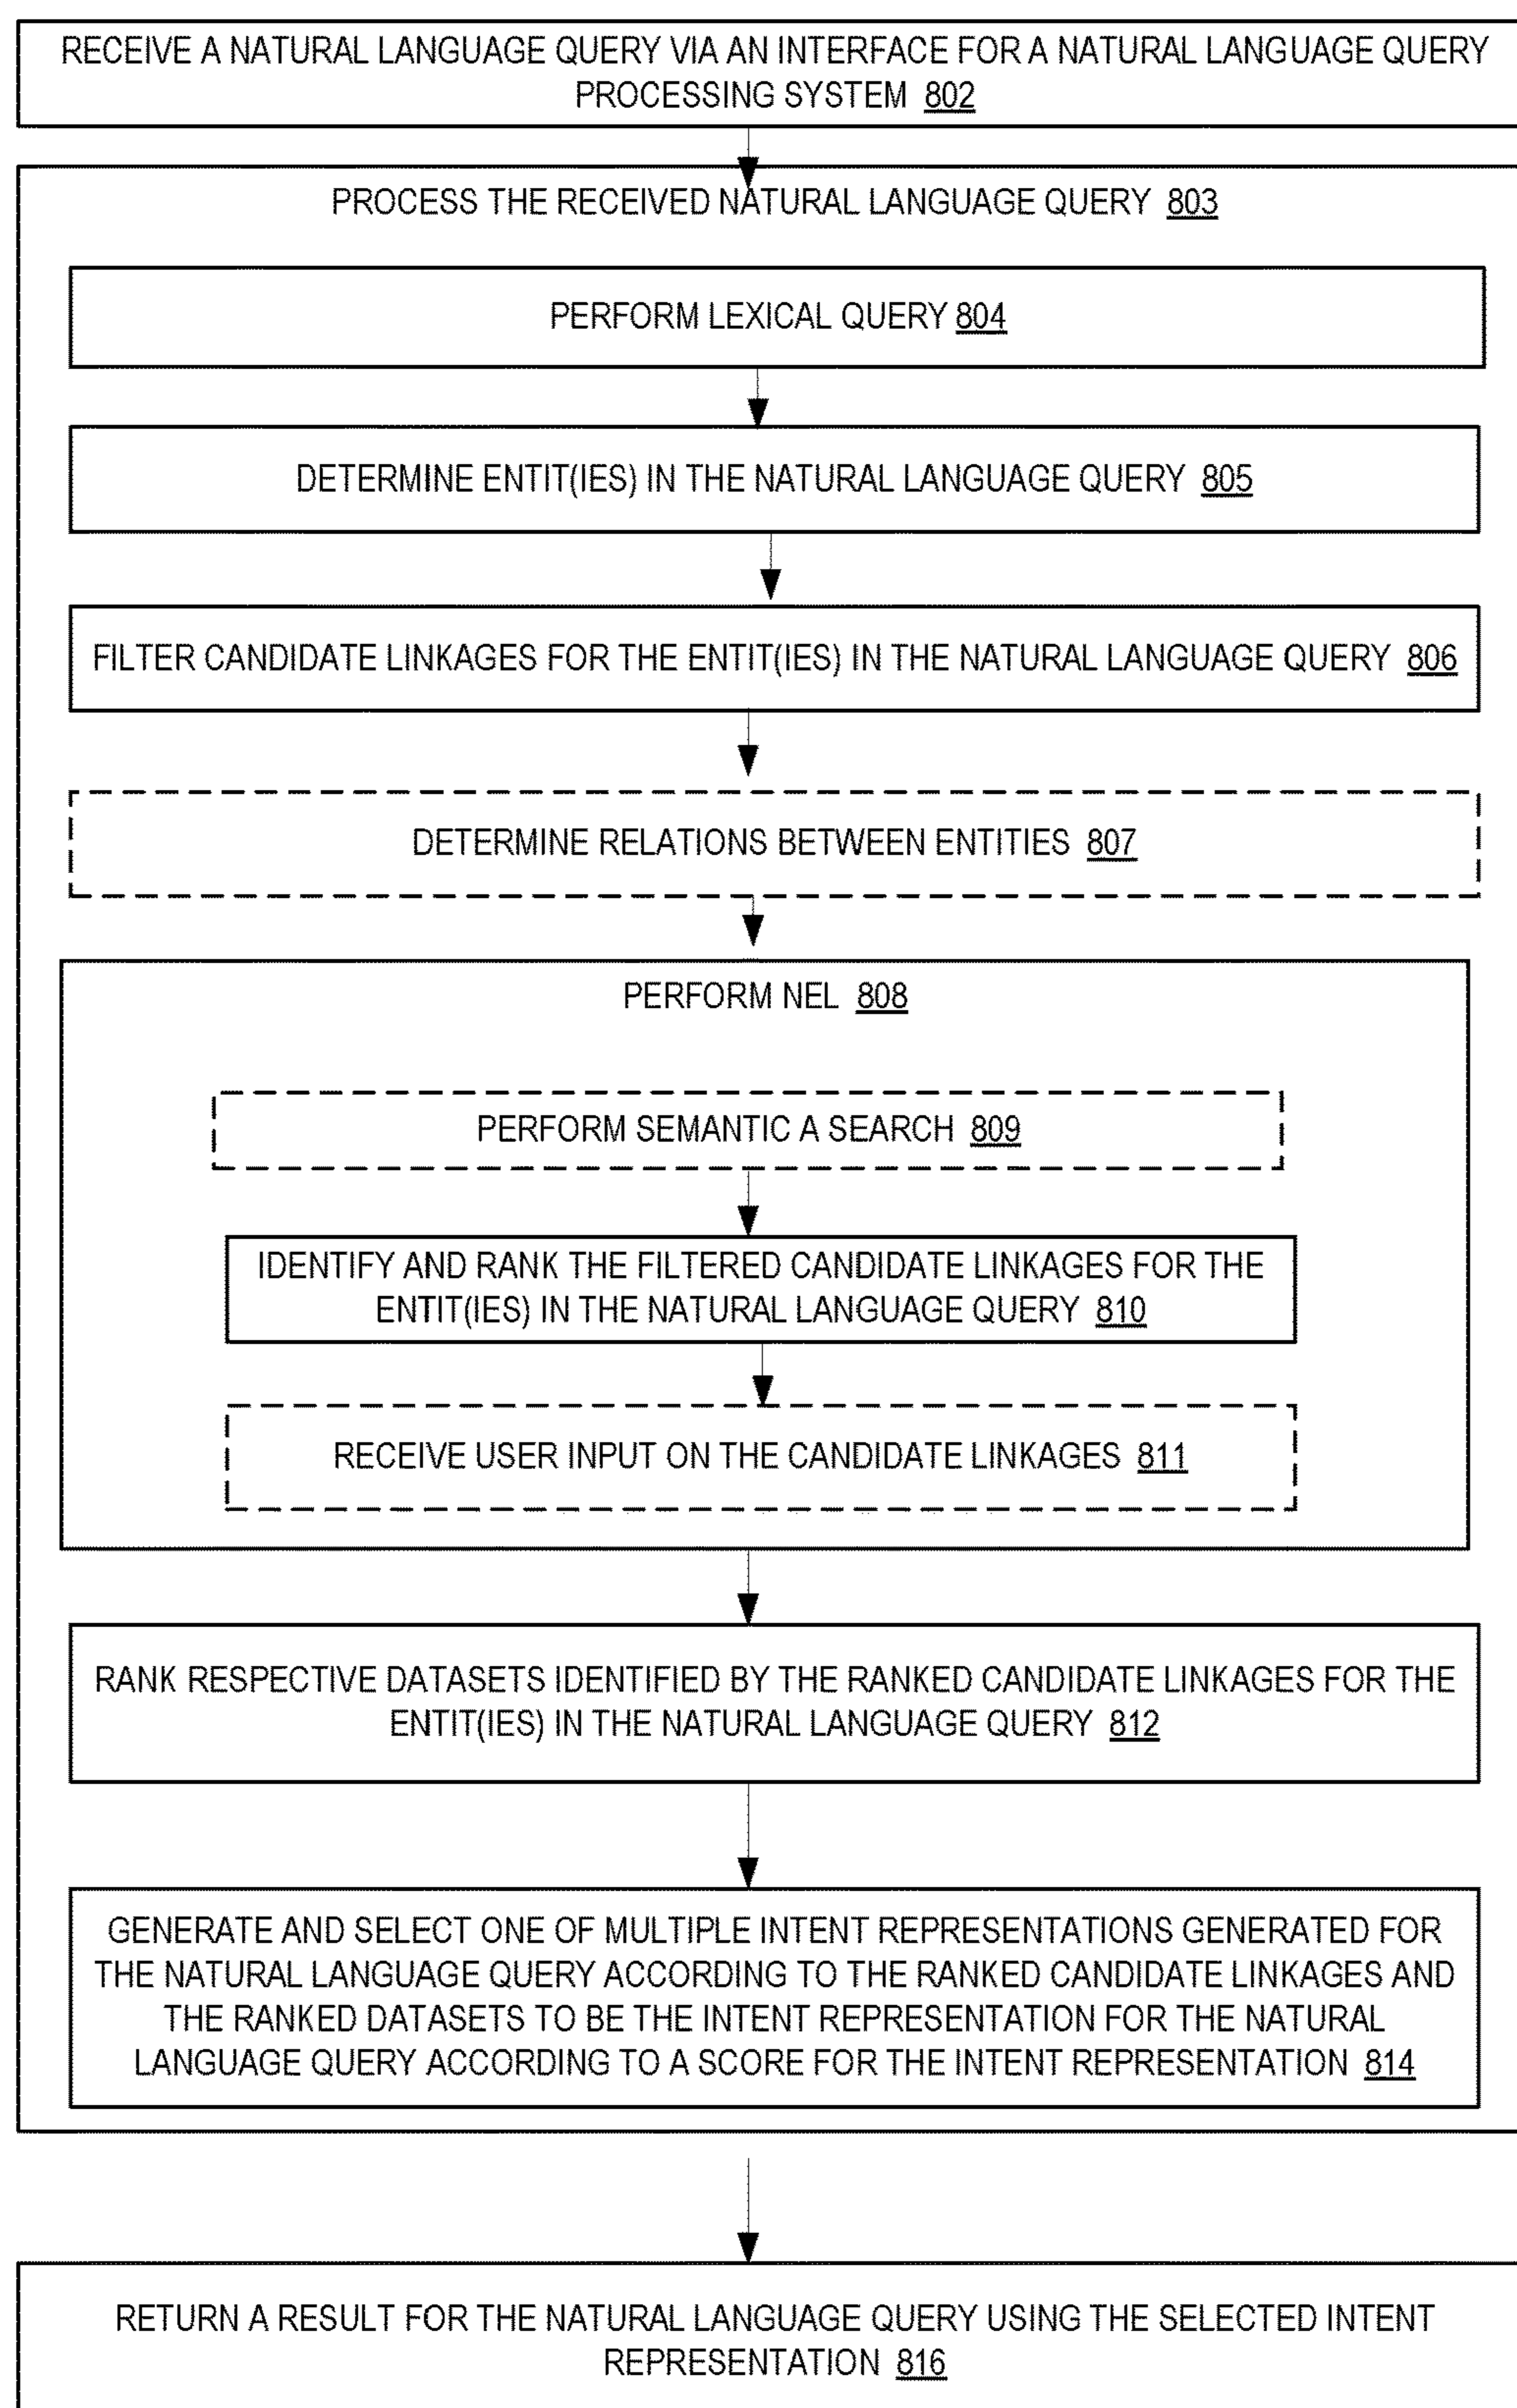 RECEIVE A NATURAL LANGUAGE QUERY VIA AN INTERFACE FOR A NATURAL LANGUAGE QUERY
PROCESSING SYSTEM 802
PROCESS THE RECEIVED NATURAL LANGUAGE QUERY 803
PERFORM LEXICAL QUERY 804
DETERMINE ENTIT(IES) IN THE NATURAL LANGUAGE QUERY 805
FILTER CANDIDATE LINKAGES FOR THE ENTIT(IES) IN THE NATURAL LANGUAGE QUERY 806
DETERMINE RELATIONS BETWEEN ENTITIES 807
PERFORM NEL 808
PERFORM SEMANTIC A SEARCH 809
IDENTIFY AND RANK THE FILTERED CANDIDATE LINKAGES FOR THE
ENTIT(IES) IN THE NATURAL LANGUAGE QUERY 810
RECEIVE USER INPUT ON THE CANDIDATE LINKAGES 811
RANK RESPECTIVE DATASETS IDENTIFIED BY THE RANKED CANDIDATE LINKAGES FOR THE
ENTIT(IES) IN THE NATURAL LANGUAGE QUERY 812
GENERATE AND SELECT ONE OF MULTIPLE INTENT REPRESENTATIONS GENERATED FOR
THE NATURAL LANGUAGE QUERY ACCORDING TO THE RANKED CANDIDATE LINKAGES AND
THE RANKED DATASETS TO BE THE INTENT REPRESENTATION FOR THE NATURAL
LANGUAGE QUERY ACCORDING TO A SCORE FOR THE INTENT REPRESENTATION 814
RETURN A RESULT FOR THE NATURAL LANGUAGE QUERY USING THE SELECTED INTENT
REPRESENTATION 816